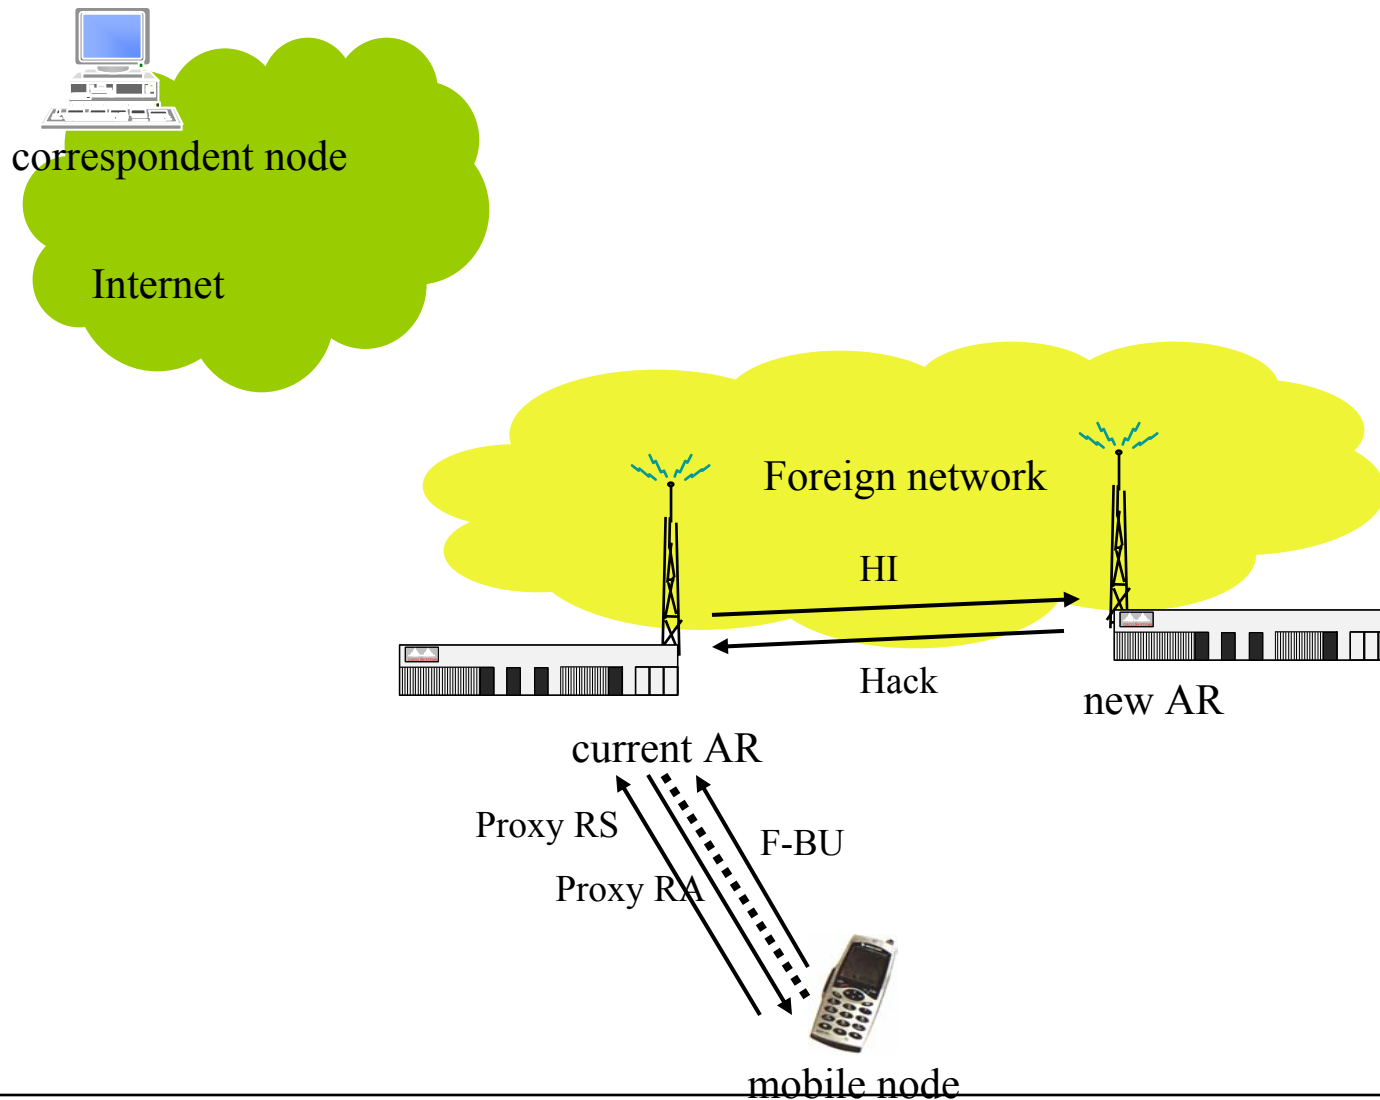 correspondent node
Internet
Foreign network
HI
Hack
new AR
current AR
Proxy RS
F-BU
Proxy RA
mobile node